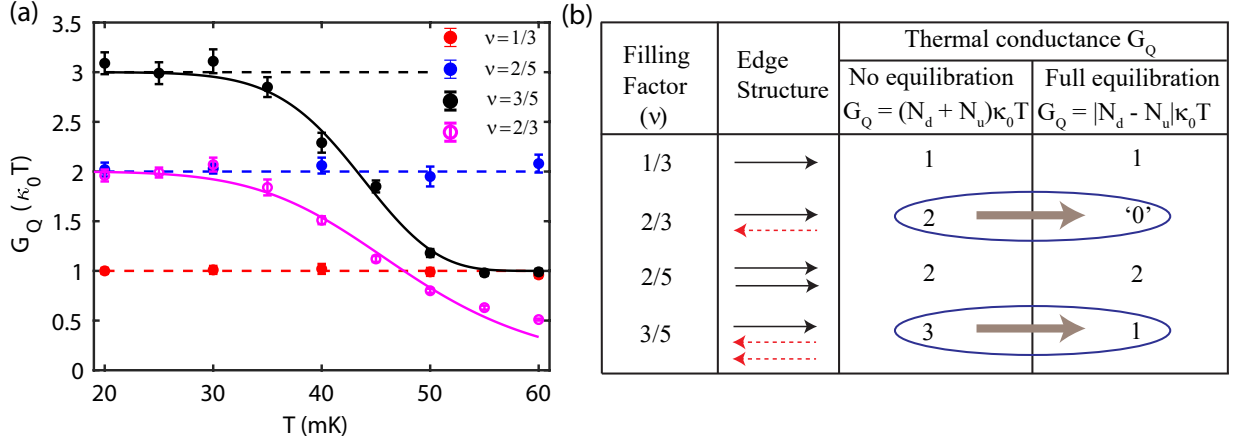 (a)
3.5
3
2.5
2
1.5
1
0.5
0
G_Q (κ₀T)
20
30
40
50
60
T (mK)
ν=1/3
ν=2/5
ν=3/5
ν=2/3
(b)
Filling Factor (ν)
Edge Structure
Thermal conductance G_Q
No equilibration
G_Q = (N_d + N_u)κ₀T
Full equilibration
G_Q = |N_d - N_u|κ₀T
1/3 1 1
2/3 2 ‘0’
2/5 2 2
3/5 3 1